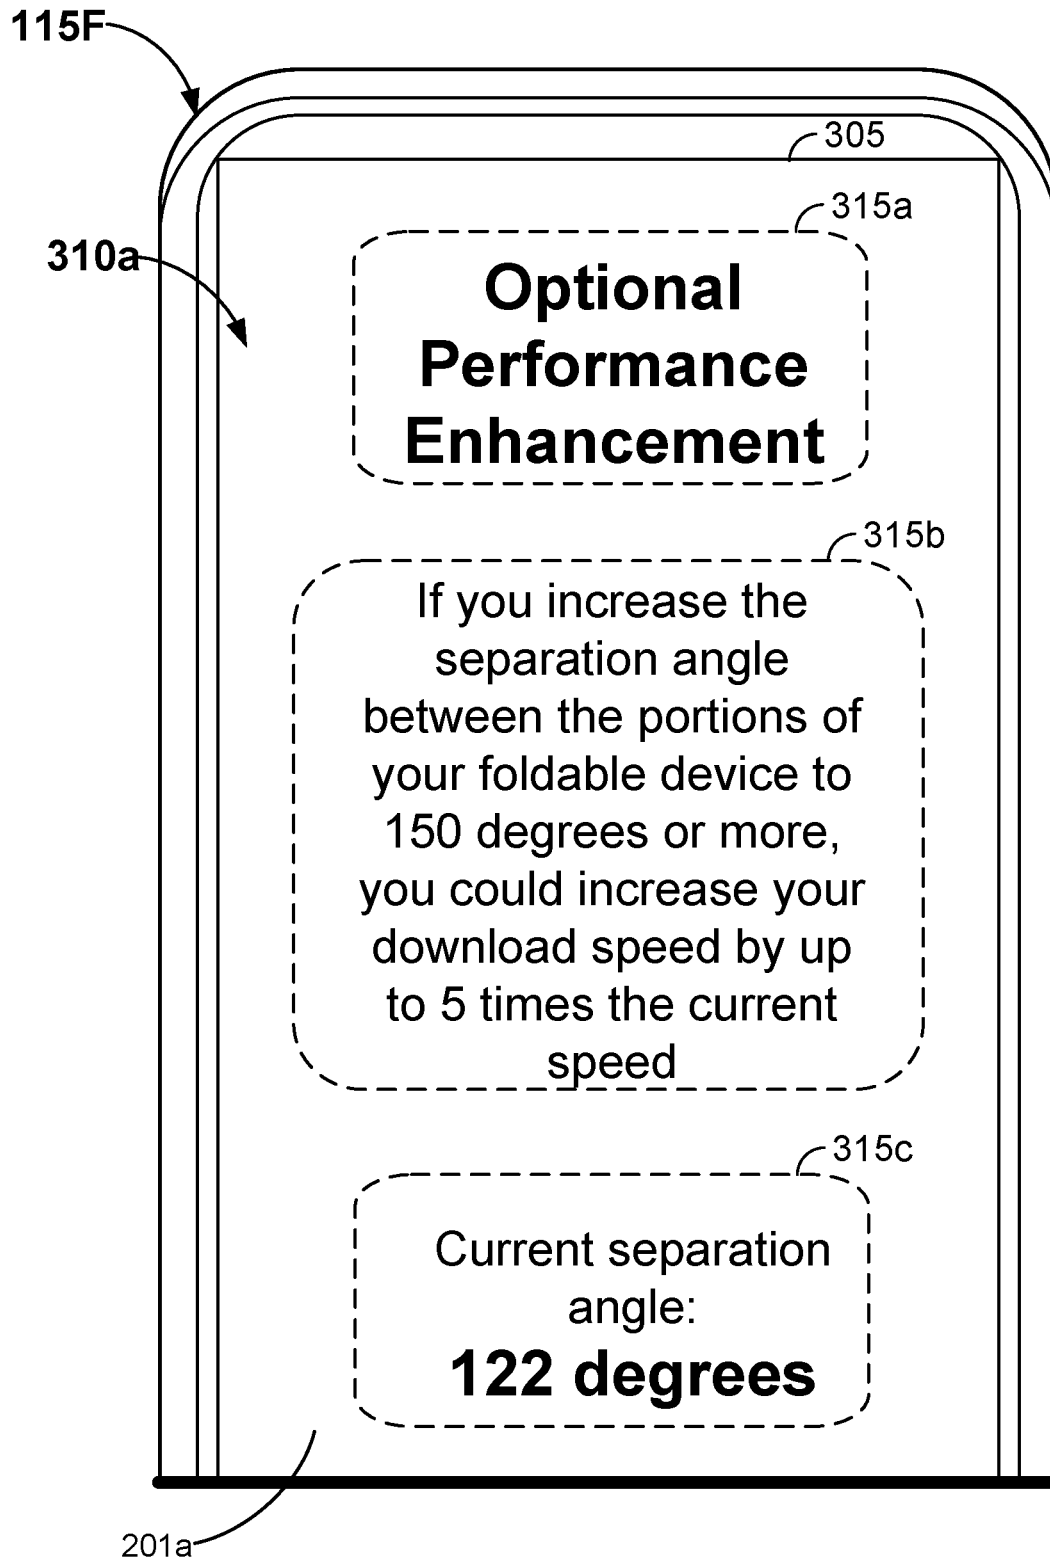 115F
305
315a
310a
Optional
Performance
Enhancement
315b
If you increase the
separation angle
between the portions of
your foldable device to
150 degrees or more,
you could increase your
download speed by up
to 5 times the current
speed
315c
Current separation
angle:
122 degrees
201a